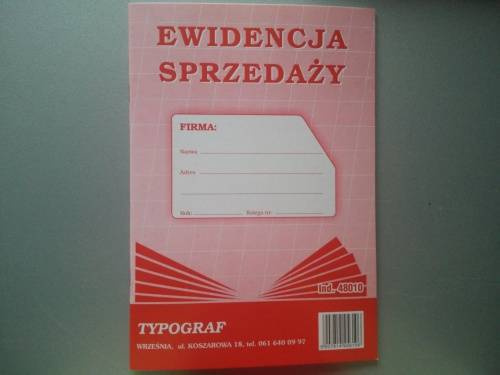 EWIDENCJA
SPRZEDAŻY
FIRMA:
Nazwa
Adres
Rok: Księga nr:
Ind. 48010
TYPOGRAF
WRZEŚNIA, ul. KOSZAROWA 18, tel. 061 640 09 97